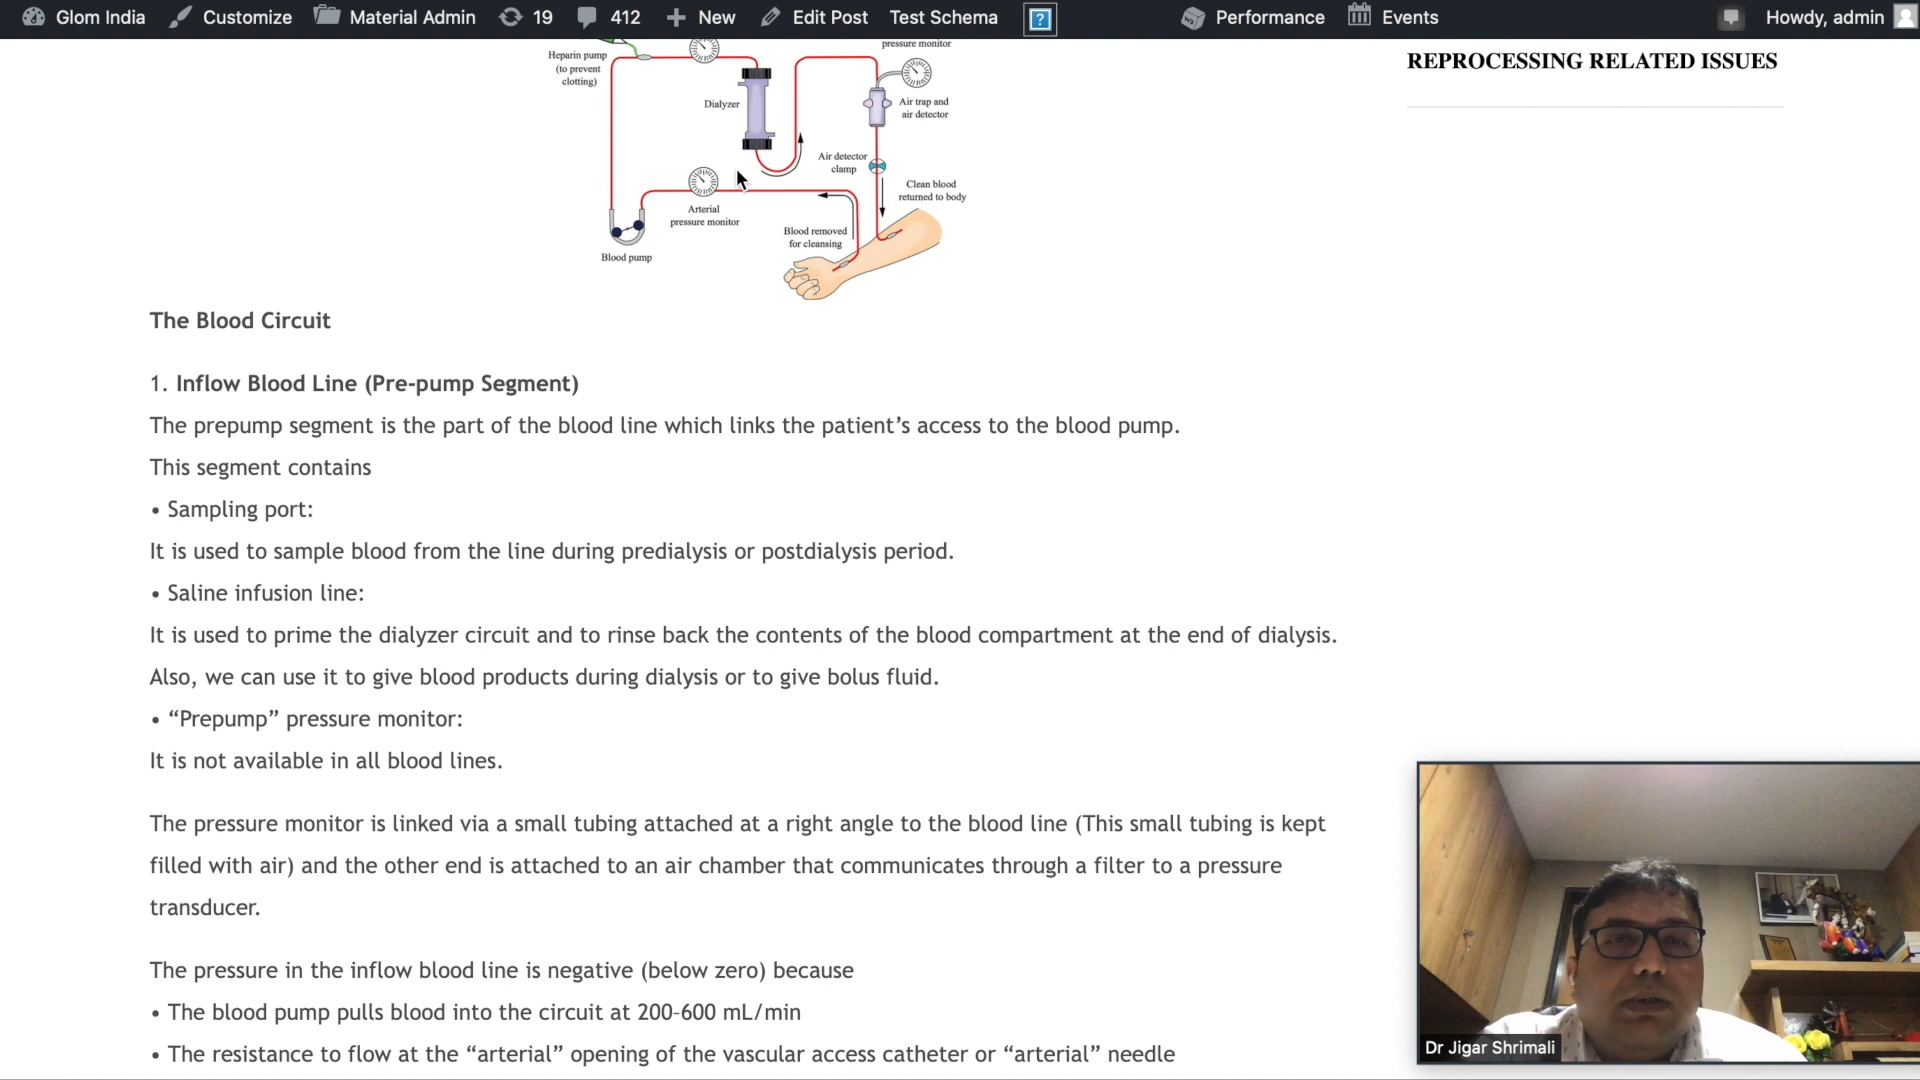 Glom India Customize Material Admin 19 412 New Edit Post Test Schema ? Performance Events Howdy, admin
pressure monitor
Heparin pump
(to prevent
clotting)
Dialyzer
Air trap and
air detector
Air detector
clamp
Clean blood
returned to body
Arterial
pressure monitor
Blood removed
for cleansing
Blood pump
REPROCESSING RELATED ISSUES
The Blood Circuit
1. Inflow Blood Line (Pre-pump Segment)
The prepump segment is the part of the blood line which links the patient’s access to the blood pump.
This segment contains
• Sampling port:
It is used to sample blood from the line during predialysis or postdialysis period.
• Saline infusion line:
It is used to prime the dialyzer circuit and to rinse back the contents of the blood compartment at the end of dialysis.
Also, we can use it to give blood products during dialysis or to give bolus fluid.
• “Prepump” pressure monitor:
It is not available in all blood lines.
The pressure monitor is linked via a small tubing attached at a right angle to the blood line (This small tubing is kept
filled with air) and the other end is attached to an air chamber that communicates through a filter to a pressure
transducer.
The pressure in the inflow blood line is negative (below zero) because
• The blood pump pulls blood into the circuit at 200-600 mL/min
• The resistance to flow at the “arterial” opening of the vascular access catheter or “arterial” needle
Dr Jigar Shrimali